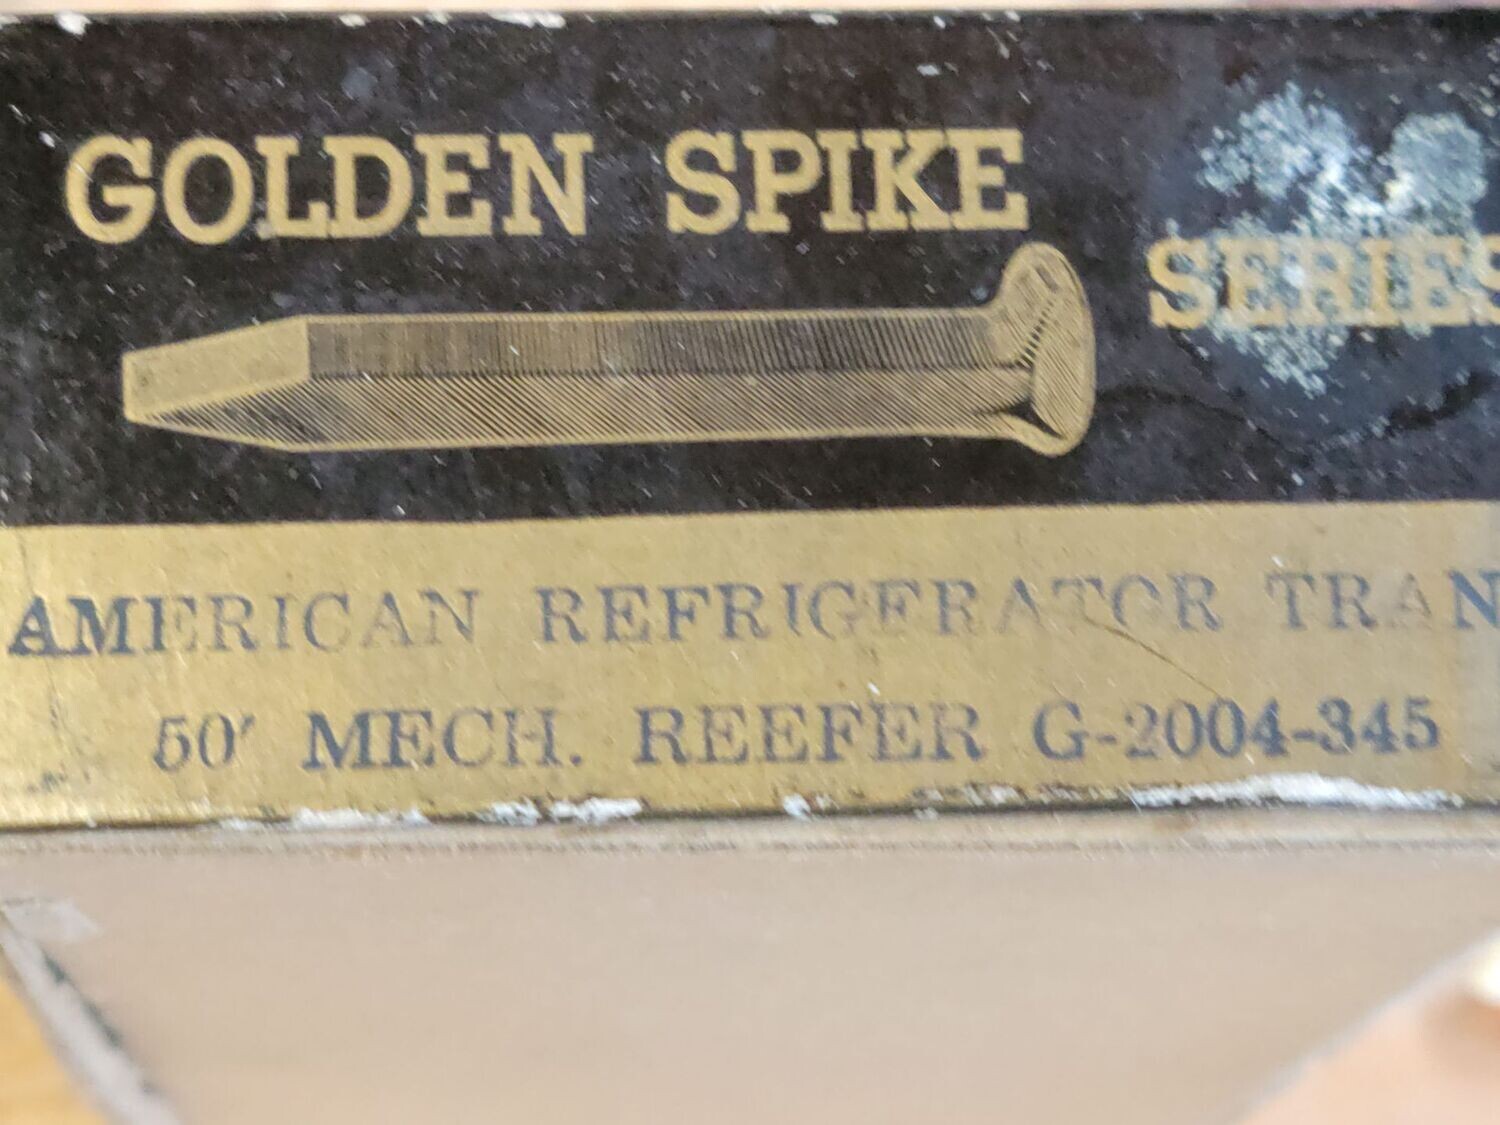 GOLDEN SPIKE
SERIES
AMERICAN REFRIGERATOR TRAN
50' MECH. REEFER G-2004-345